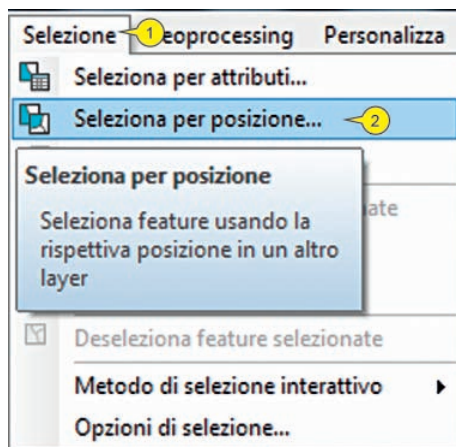 Selezione 1 eoprocessing Personalizza
Seleziona per attributi...
Seleziona per posizione... 2
Seleziona per posizione
Seleziona feature usando la
rispettiva posizione in un altro
layer
Deseleziona feature selezionate
Metodo di selezione interattivo
Opzioni di selezione...